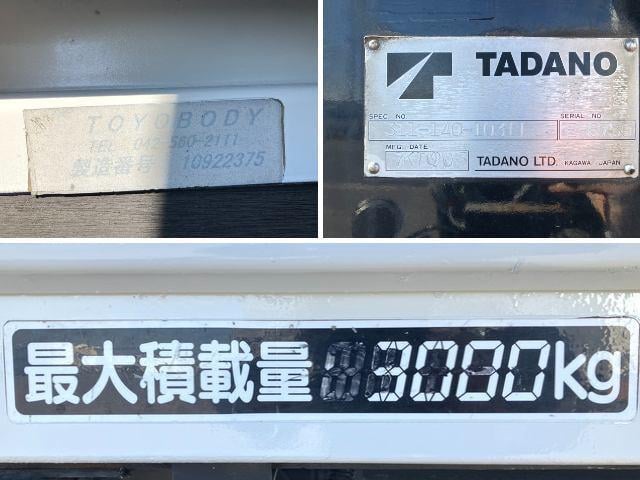 TOYOBODY
TEL 042-560-2111
製造番号 10922375
TADANO
SPEC. NO. SERIAL NO.
MFG. DATE
TADANO LTD. KAGAWA JAPAN
最大積載量 3000kg